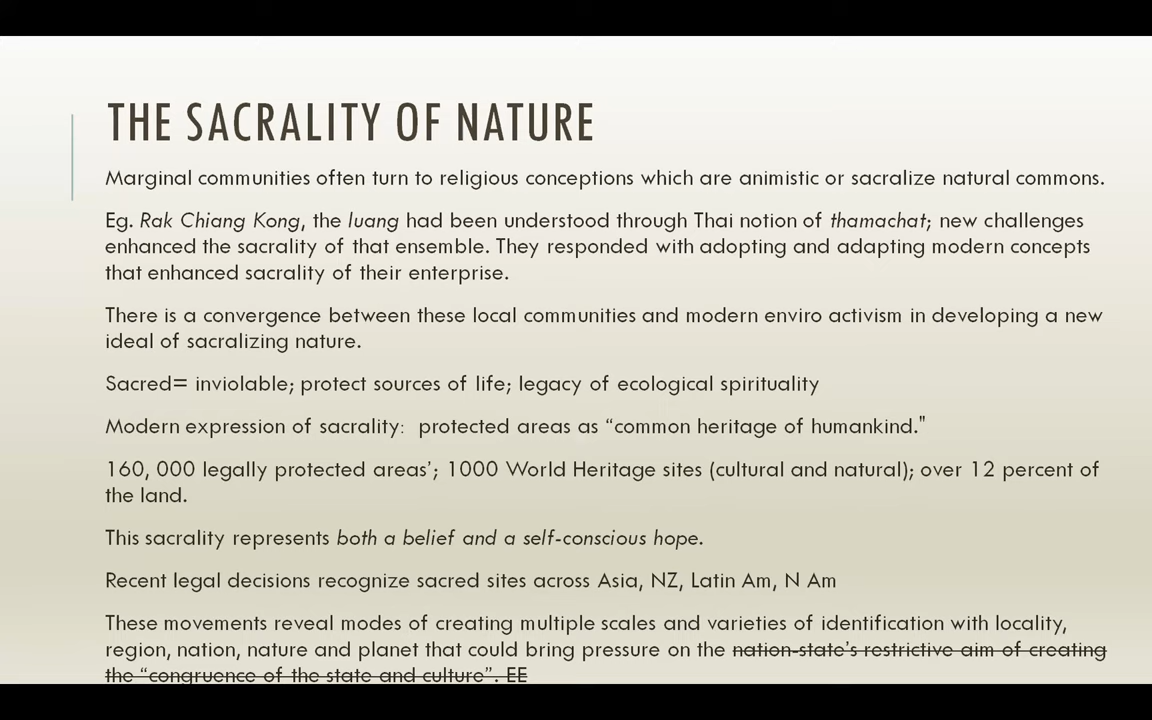 THE SACRALITY OF NATURE
Marginal communities often turn to religious conceptions which are animistic or sacralize natural commons.
Eg. Rak Chiang Kong, the luang had been understood through Thai notion of thamachat; new challenges
enhanced the sacrality of that ensemble. They responded with adopting and adapting modern concepts
that enhanced sacrality of their enterprise.
There is a convergence between these local communities and modern enviro activism in developing a new
ideal of sacralizing nature.
Sacred= inviolable; protect sources of life; legacy of ecological spirituality
Modern expression of sacrality:  protected areas as “common heritage of humankind."
160, 000 legally protected areas’; 1000 World Heritage sites (cultural and natural); over 12 percent of
the land.
This sacrality represents both a belief and a self-conscious hope.
Recent legal decisions recognize sacred sites across Asia, NZ, Latin Am, N Am
These movements reveal modes of creating multiple scales and varieties of identification with locality,
region, nation, nature and planet that could bring pressure on the nation-state’s restrictive aim of creating
the “congruence of the state and culture”. EE